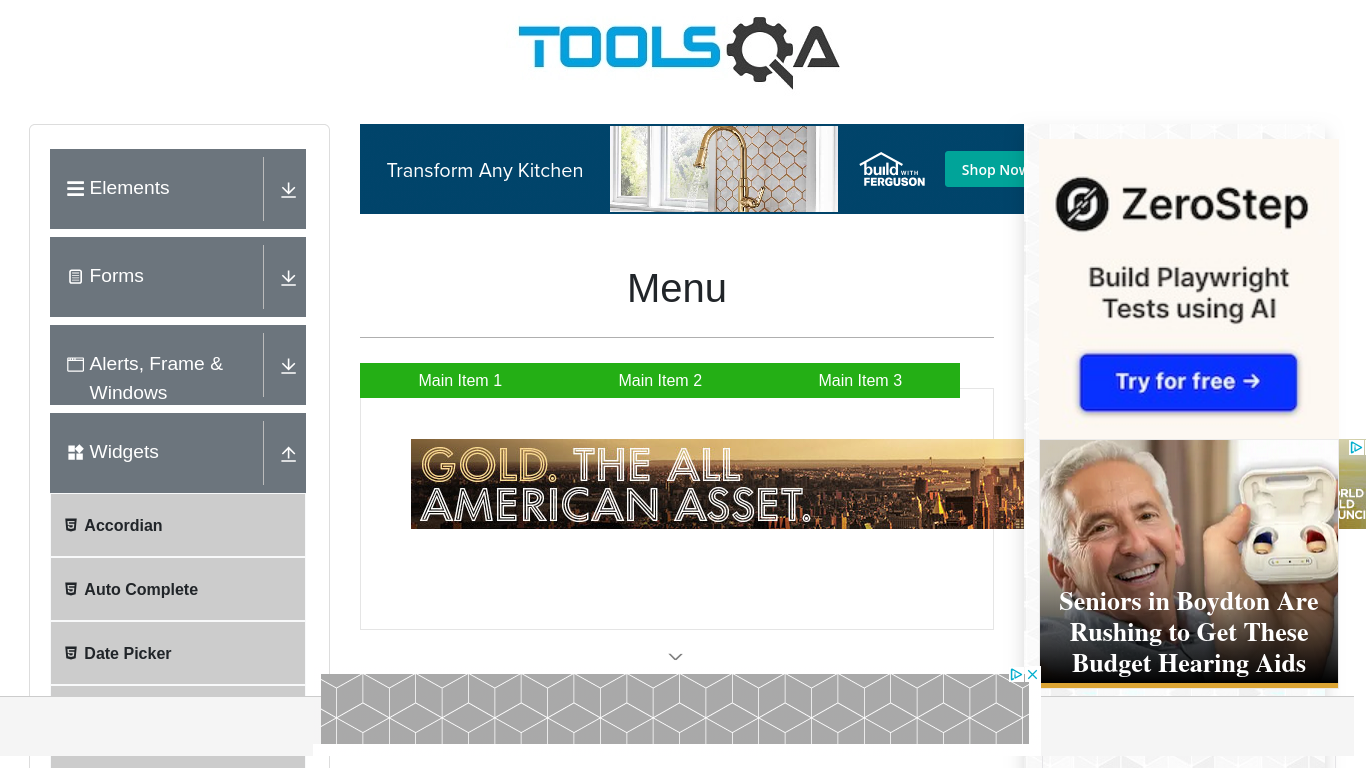 TOOLSQA
Elements
Forms
Alerts, Frame &
Windows
Widgets
Accordian
Auto Complete
Date Picker
Transform Any Kitchen
build WITH
FERGUSON
Shop Now
Menu
Main Item 1
Main Item 2
Main Item 3
GOLD. THE ALL
AMERICAN ASSET.
ZeroStep
Build Playwright
Tests using AI
Try for free →
Seniors in Boydton Are
Rushing to Get These
Budget Hearing Aids